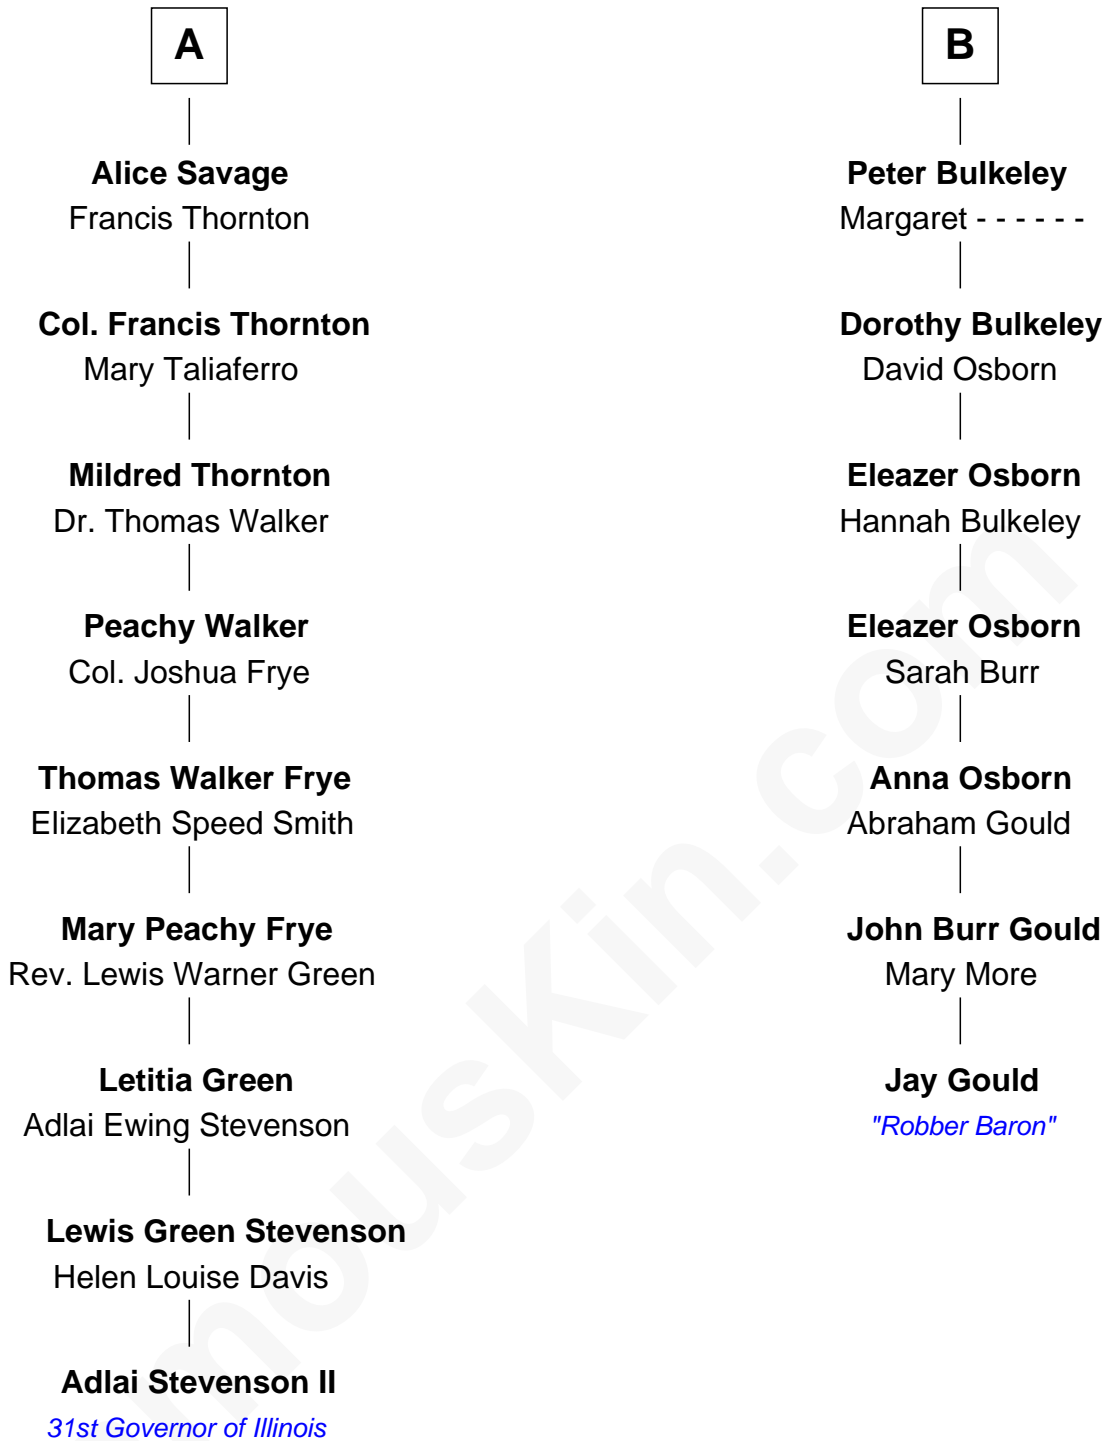 A
Alice Savage
Francis Thornton
Col. Francis Thornton
Mary Taliaferro
Mildred Thornton
Dr. Thomas Walker
Peachy Walker
Col. Joshua Frye
Thomas Walker Frye
Elizabeth Speed Smith
Mary Peachy Frye
Rev. Lewis Warner Green
Letitia Green
Adlai Ewing Stevenson
Lewis Green Stevenson
Helen Louise Davis
Adlai Stevenson II
31st Governor of Illinois
B
Peter Bulkeley
Margaret - - - - - -
Dorothy Bulkeley
David Osborn
Eleazer Osborn
Hannah Bulkeley
Eleazer Osborn
Sarah Burr
Anna Osborn
Abraham Gould
John Burr Gould
Mary More
Jay Gould
"Robber Baron"
mousKin.com